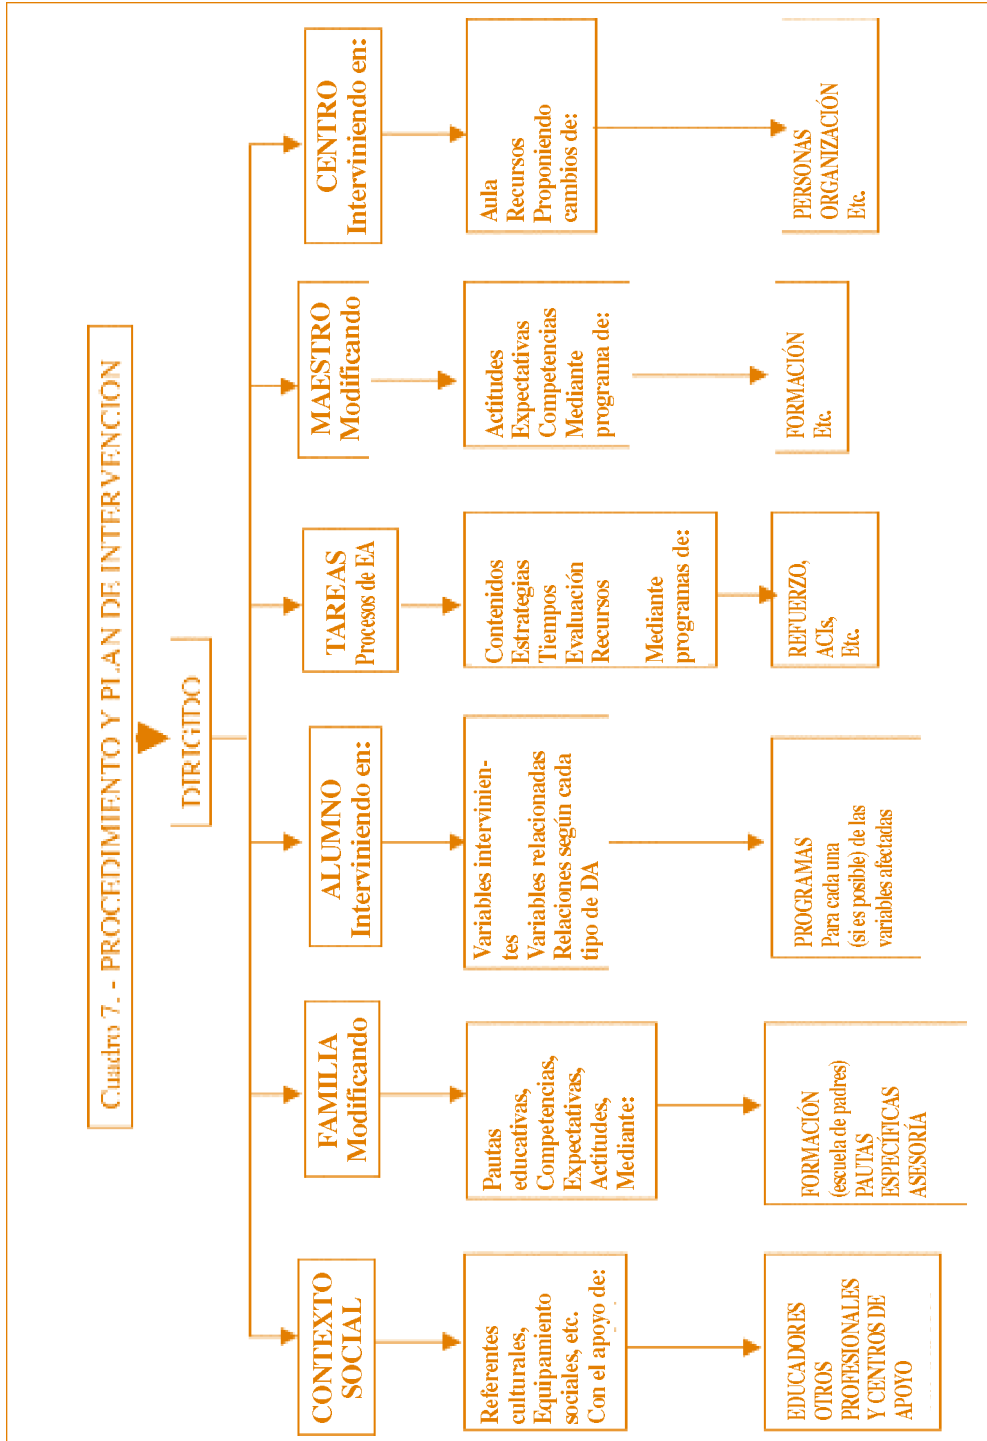 Cuadro 7. - PROCEDIMIENTO Y PLAN DE INTERVENCIÓN
DIRIGIDO
CONTEXTO
SOCIAL
Referentes
culturales,
Equipamiento
sociales, etc.
Con el apoyo de:
EDUCADORES
OTROS
PROFESIONALES
Y CENTROS DE
APOYO
FAMILIA
Modificando
Pautas
educativas,
Competencias,
Expectativas,
Actitudes,
Mediante:
FORMACIÓN
(escuela de padres)
PAUTAS
ESPECÍFICAS
ASESORÍA
ALUMNO
Interviniendo en:
Variables intervinien-
tes
Variables relacionadas
Relaciones según cada
tipo de DA
PROGRAMAS
Para cada una
(si es posible) de las
variables afectadas
TAREAS
Procesos de EA
Contenidos
Estrategias
Tiempos
Evaluación
Recursos
Mediante
programas de:
REFUERZO,
ACIs,
Etc.
MAESTRO
Modificando
Actitudes
Expectativas
Competencias
Mediante
programa de:
FORMACIÓN
Etc.
CENTRO
Interviniendo en:
Aula
Recursos
Proponiendo
cambios de:
PERSONAS
ORGANIZACIÓN
Etc.